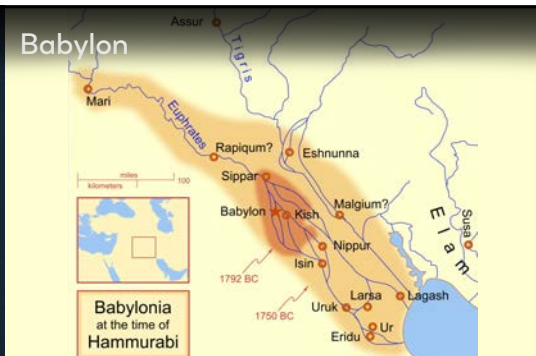 Babylon
Assur
Tigris
Mari
Euphrates
Rapiqum?
Eshnunna
miles
kilometers
100
Sippar
Babylon
Kish
Malgium?
Elam
Susa
Nippur
Isin
1792 BC
1750 BC
Uruk
Larsa
Lagash
Ur
Eridu
Babylonia
at the time of
Hammurabi